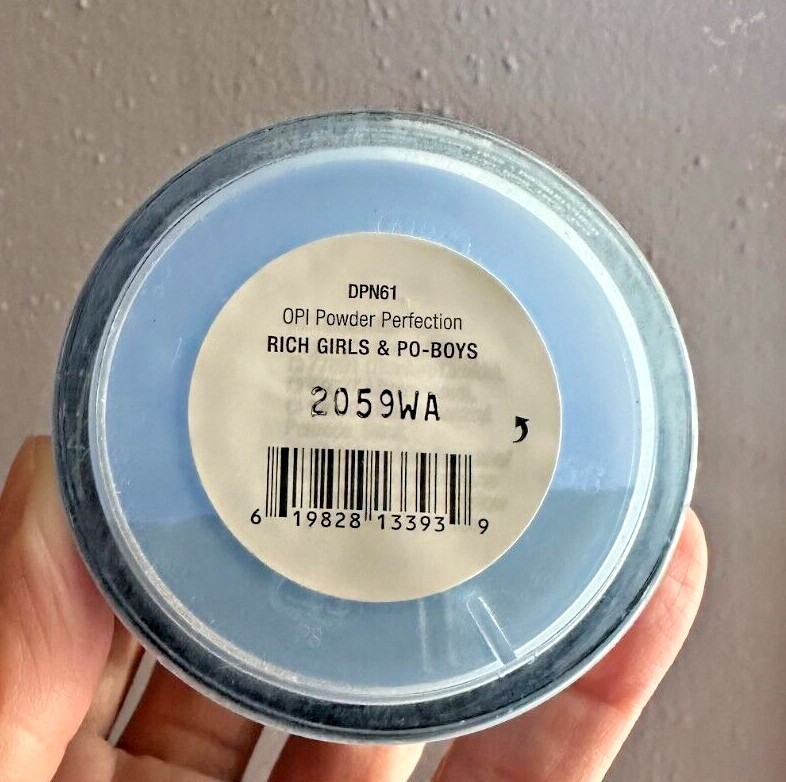 DPN61
OPI Powder Perfection
RICH GIRLS & PO-BOYS
2059WA
6 19828 13393 9